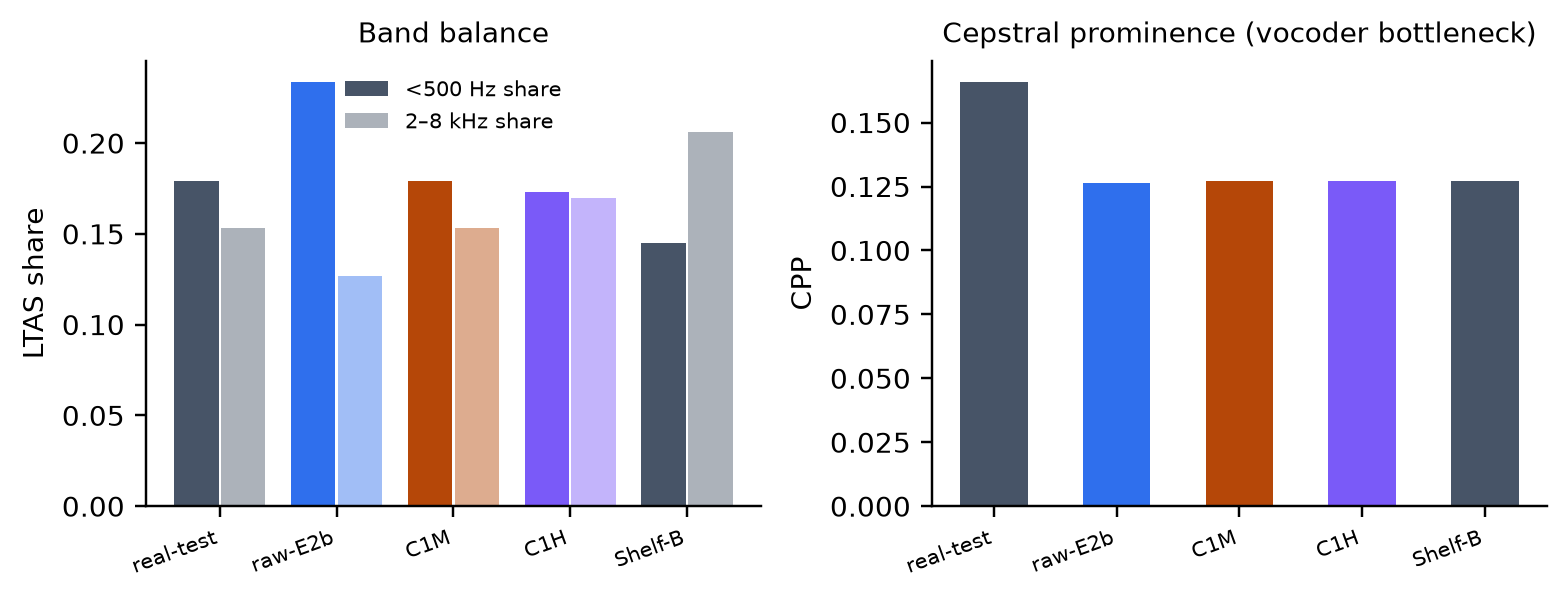 Band balance
<500 Hz share
2–8 kHz share
LTAS share
0.20
0.15
0.10
0.05
0.00
real-test
raw-E2b
C1M
C1H
Shelf-B
Cepstral prominence (vocoder bottleneck)
CPP
0.150
0.125
0.100
0.075
0.050
0.025
0.000
real-test
raw-E2b
C1M
C1H
Shelf-B